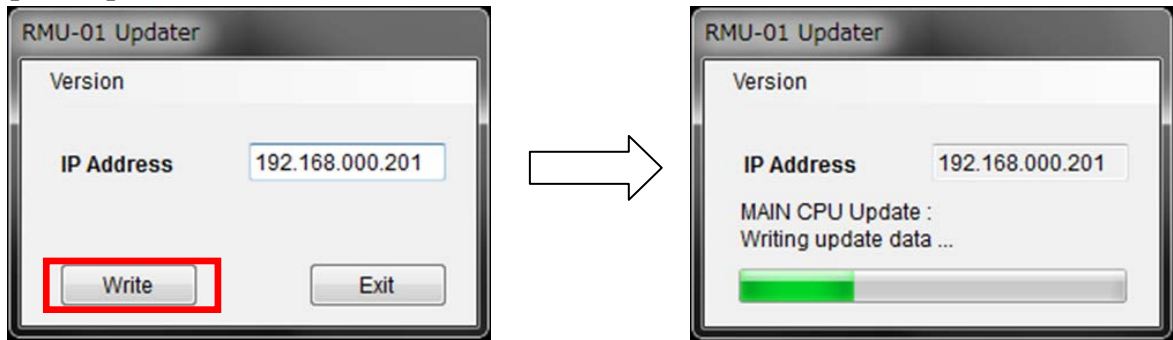 RMU-01 Updater
Version
IP Address 192.168.000.201
Write Exit
RMU-01 Updater
Version
IP Address 192.168.000.201
MAIN CPU Update :
Writing update data ...